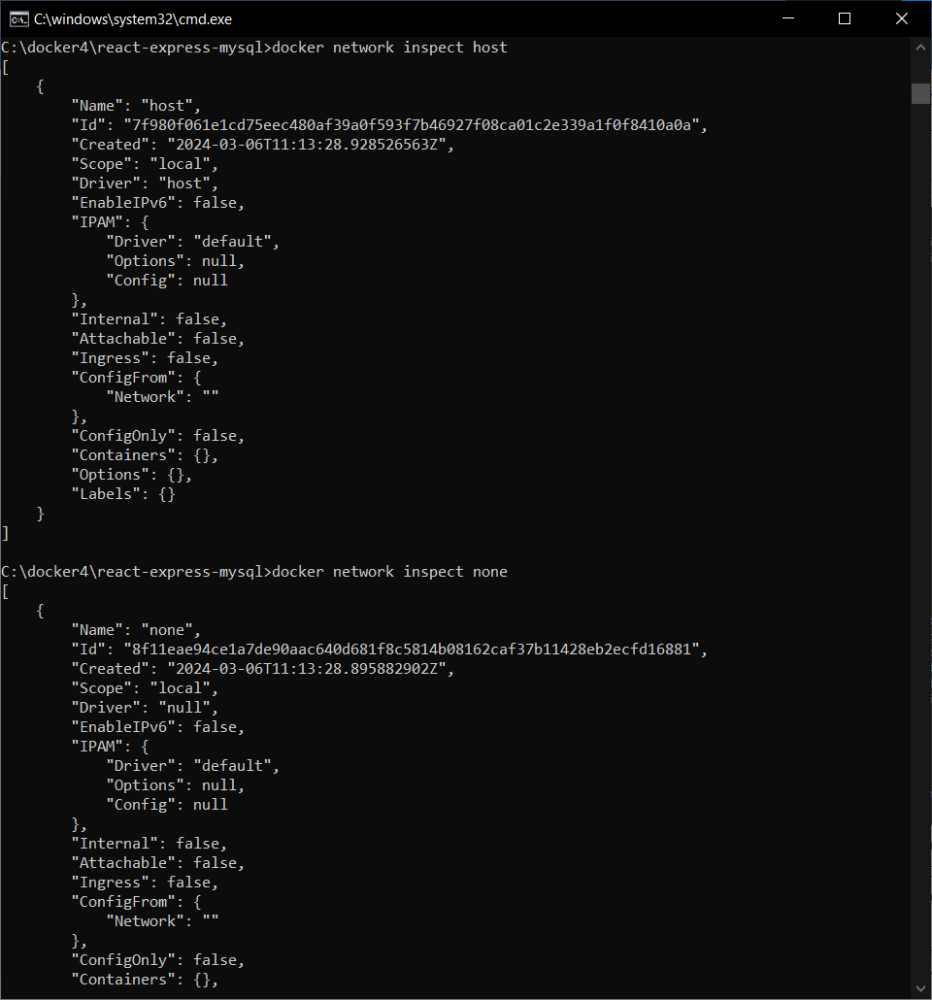 C:\windows\system32\cmd.exe
C:\docker4\react-express-mysql>docker network inspect host
[
    {
        "Name": "host",
        "Id": "7f980f061e1cd75eec480af39a0f593f7b46927f08ca01c2e339a1f0f8410a0a",
        "Created": "2024-03-06T11:13:28.928526563Z",
        "Scope": "local",
        "Driver": "host",
        "EnableIPv6": false,
        "IPAM": {
            "Driver": "default",
            "Options": null,
            "Config": null
        },
        "Internal": false,
        "Attachable": false,
        "Ingress": false,
        "ConfigFrom": {
            "Network": ""
        },
        "ConfigOnly": false,
        "Containers": {},
        "Options": {},
        "Labels": {}
    }
]
C:\docker4\react-express-mysql>docker network inspect none
[
    {
        "Name": "none",
        "Id": "8f11eae94ce1a7de90aac640d681f8c5814b08162caf37b11428eb2ecfd16881",
        "Created": "2024-03-06T11:13:28.895882902Z",
        "Scope": "local",
        "Driver": "null",
        "EnableIPv6": false,
        "IPAM": {
            "Driver": "default",
            "Options": null,
            "Config": null
        },
        "Internal": false,
        "Attachable": false,
        "Ingress": false,
        "ConfigFrom": {
            "Network": ""
        },
        "ConfigOnly": false,
        "Containers": {},